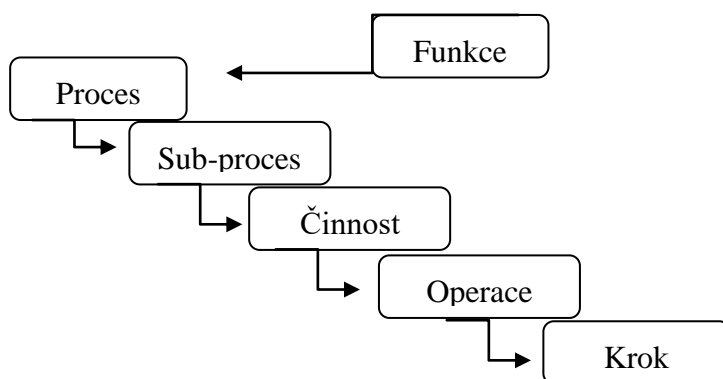 Funkce
Proces
Sub-proces
Činnost
Operace
Krok